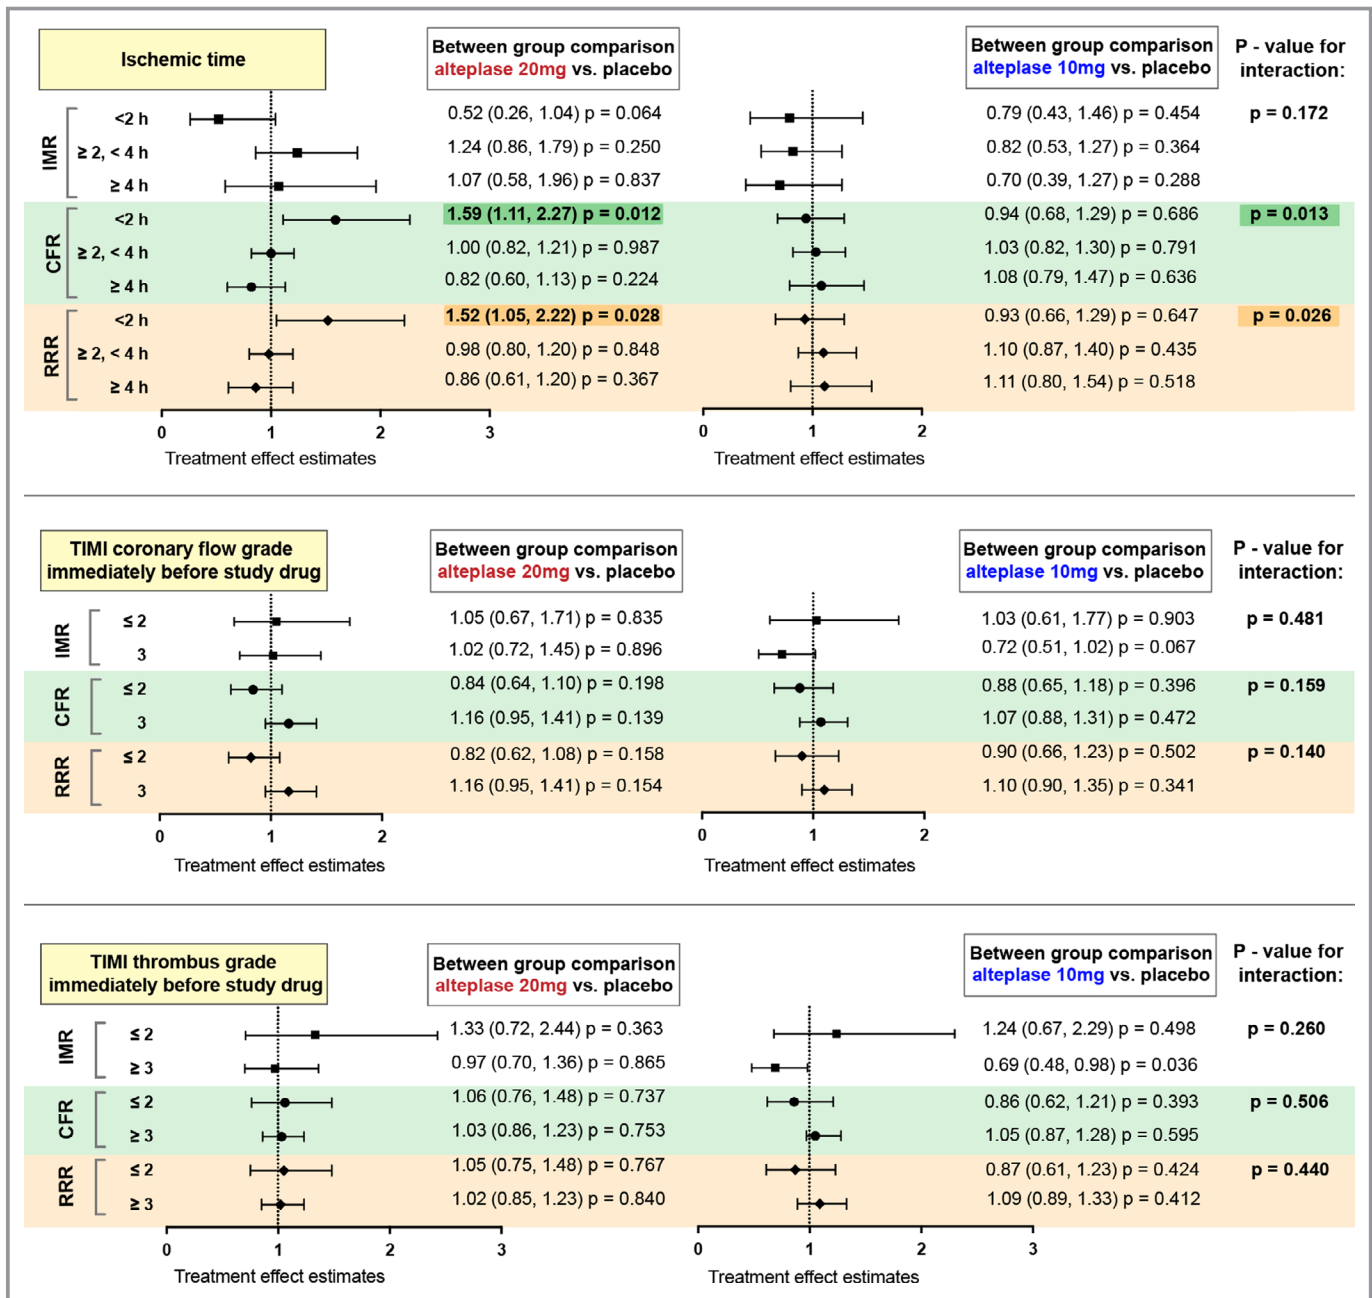 Ischemic time
Between group comparison
alteplase 20mg vs. placebo
Between group comparison
alteplase 10mg vs. placebo
P - value for
interaction:
IMR
<2 h
0.52 (0.26, 1.04) p = 0.064
0.79 (0.43, 1.46) p = 0.454
p = 0.172
≥ 2, < 4 h
1.24 (0.86, 1.79) p = 0.250
0.82 (0.53, 1.27) p = 0.364
≥ 4 h
1.07 (0.58, 1.96) p = 0.837
0.70 (0.39, 1.27) p = 0.288
CFR
<2 h
1.59 (1.11, 2.27) p = 0.012
0.94 (0.68, 1.29) p = 0.686
p = 0.013
≥ 2, < 4 h
1.00 (0.82, 1.21) p = 0.987
1.03 (0.82, 1.30) p = 0.791
≥ 4 h
0.82 (0.60, 1.13) p = 0.224
1.08 (0.79, 1.47) p = 0.636
RRR
<2 h
1.52 (1.05, 2.22) p = 0.028
0.93 (0.66, 1.29) p = 0.647
p = 0.026
≥ 2, < 4 h
0.98 (0.80, 1.20) p = 0.848
1.10 (0.87, 1.40) p = 0.435
≥ 4 h
0.86 (0.61, 1.20) p = 0.367
1.11 (0.80, 1.54) p = 0.518
0 1 2 3
0 1 2
Treatment effect estimates
Treatment effect estimates
TIMI coronary flow grade
immediately before study drug
Between group comparison
alteplase 20mg vs. placebo
Between group comparison
alteplase 10mg vs. placebo
P - value for
interaction:
IMR
≤ 2
1.05 (0.67, 1.71) p = 0.835
1.03 (0.61, 1.77) p = 0.903
p = 0.481
3
1.02 (0.72, 1.45) p = 0.896
0.72 (0.51, 1.02) p = 0.067
CFR
≤ 2
0.84 (0.64, 1.10) p = 0.198
0.88 (0.65, 1.18) p = 0.396
p = 0.159
3
1.16 (0.95, 1.41) p = 0.139
1.07 (0.88, 1.31) p = 0.472
RRR
≤ 2
0.82 (0.62, 1.08) p = 0.158
0.90 (0.66, 1.23) p = 0.502
p = 0.140
3
1.16 (0.95, 1.41) p = 0.154
1.10 (0.90, 1.35) p = 0.341
0 1 2
0 1 2
Treatment effect estimates
Treatment effect estimates
TIMI thrombus grade
immediately before study drug
Between group comparison
alteplase 20mg vs. placebo
Between group comparison
alteplase 10mg vs. placebo
P - value for
interaction:
IMR
≤ 2
1.33 (0.72, 2.44) p = 0.363
1.24 (0.67, 2.29) p = 0.498
p = 0.260
≥ 3
0.97 (0.70, 1.36) p = 0.865
0.69 (0.48, 0.98) p = 0.036
CFR
≤ 2
1.06 (0.76, 1.48) p = 0.737
0.86 (0.62, 1.21) p = 0.393
p = 0.506
≥ 3
1.03 (0.86, 1.23) p = 0.753
1.05 (0.87, 1.28) p = 0.595
RRR
≤ 2
1.05 (0.75, 1.48) p = 0.767
0.87 (0.61, 1.23) p = 0.424
p = 0.440
≥ 3
1.02 (0.85, 1.23) p = 0.840
1.09 (0.89, 1.33) p = 0.412
0 1 2 3
0 1 2 3
Treatment effect estimates
Treatment effect estimates